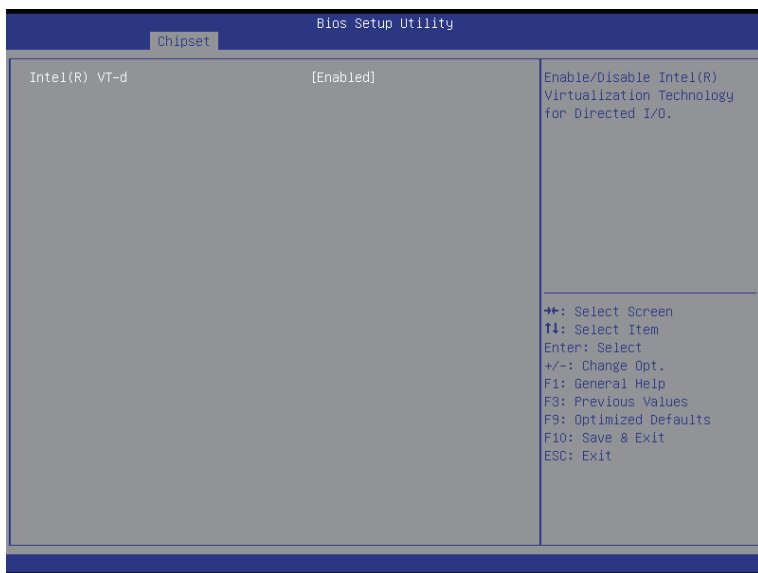 Bios Setup Utility
Chipset
Intel(R) VT-d [Enabled]
Enable/Disable Intel(R)
Virtualization Technology
for Directed I/O.
→←: Select Screen
↑↓: Select Item
Enter: Select
+/-: Change Opt.
F1: General Help
F3: Previous Values
F9: Optimized Defaults
F10: Save & Exit
ESC: Exit